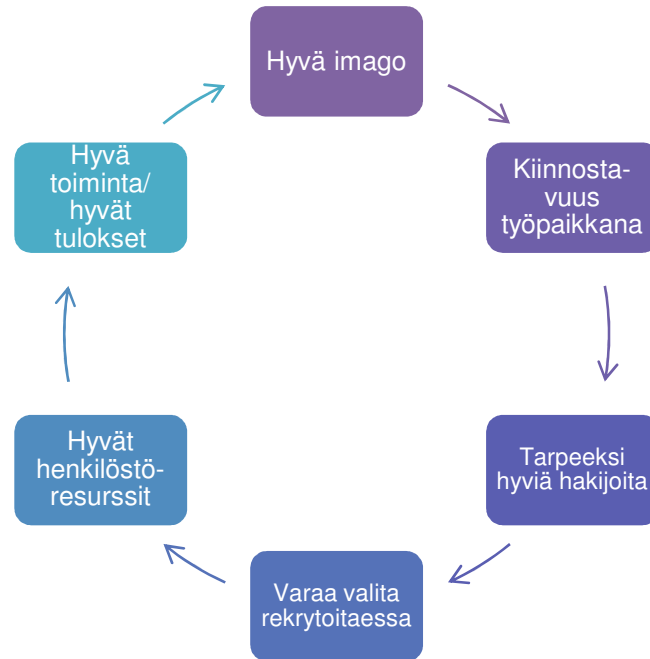 Hyvä imago
Kiinnosta-
vuus
työpaikkana
Tarpeeksi
hyviä hakijoita
Varaa valita
rekrytoitaessa
Hyvät
henkilöstö-
resurssit
Hyvä
toiminta/
hyvät
tulokset